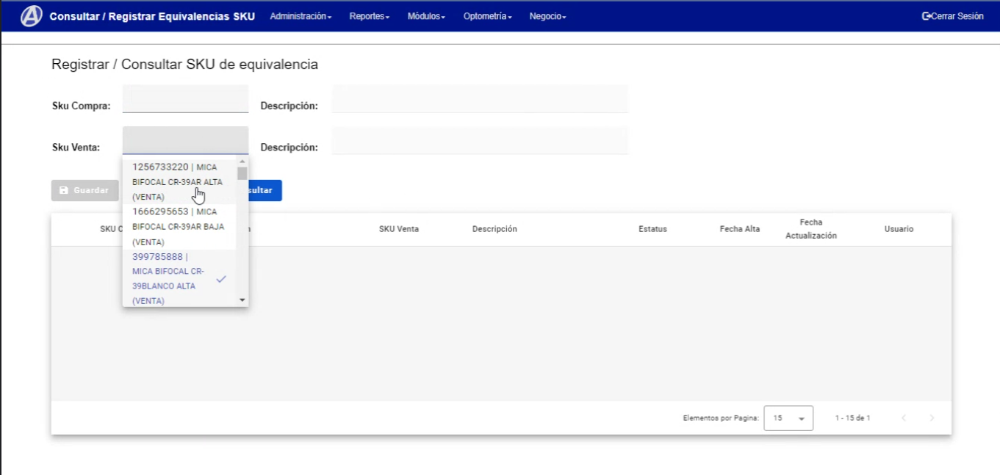 Consultar / Registrar Equivalencias SKU Administración Reportes Módulos Optometría Negocio Cerrar Sesión
Registrar / Consultar SKU de equivalencia
Sku Compra: Descripción:
Sku Venta: Descripción:
1256733220 | MICA
BIFOCAL CR-39AR ALTA
(VENTA)
1666295653 | MICA
BIFOCAL CR-39AR BAJA
(VENTA)
399785888 |
MICA BIFOCAL CR-
39BLANCO ALTA
(VENTA)
Guardar sultar
SKU C n SKU Venta Descripción Estatus Fecha Alta Fecha
Actualización Usuario
Elementos por Pagina: 15 1 - 15 de 1